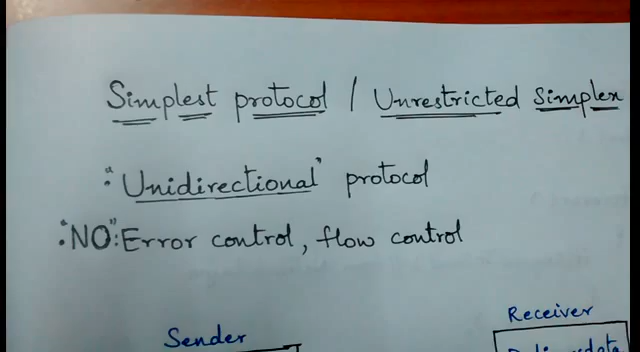 Simplest protocol / Unrestricted Simplex
: "Unidirectional" protocol
: "NO": Error control, flow control
Receiver
Sender